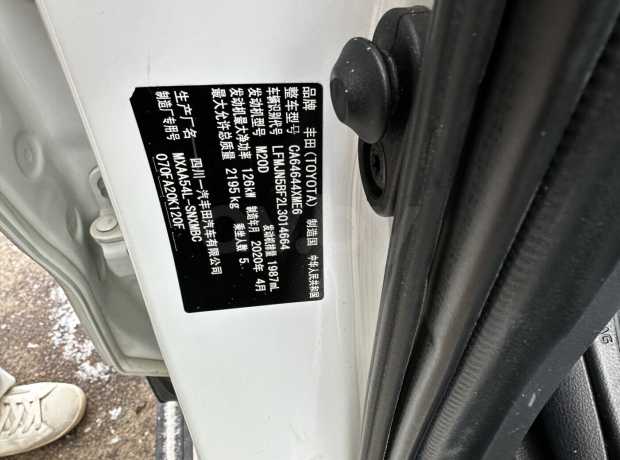 品牌 丰田(TOYOTA) 制造国 中华人民共和国
整车型号 CA64644XME6
车辆识别代号 LFMJN5BF2L3014664
发动机型号 M20D 发动机排量 1987mL
发动机最大净功率 126kW 制造年月 2020年 4月
最大允许总质量 2195kg 乘坐人数 5
生产厂名 四川一汽丰田汽车有限公司
MXAA54L-SNXMBC
制造专用号 070FA20K120F